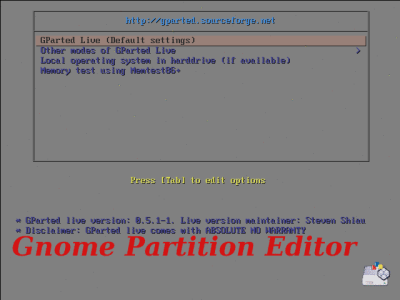 http://gparted.sourceforge.net
GParted Live (Default settings)
Other modes of GParted Live >
Local operating system in harddrive (if available)
Memory test using Memtest86+
Press [Tab] to edit options
* GParted live version: 0.5.1-1. Live version maintainer: Steven Shiau
* Disclaimer: GParted live comes with ABSOLUTE NO WARRANTY
Gnome Partition Editor